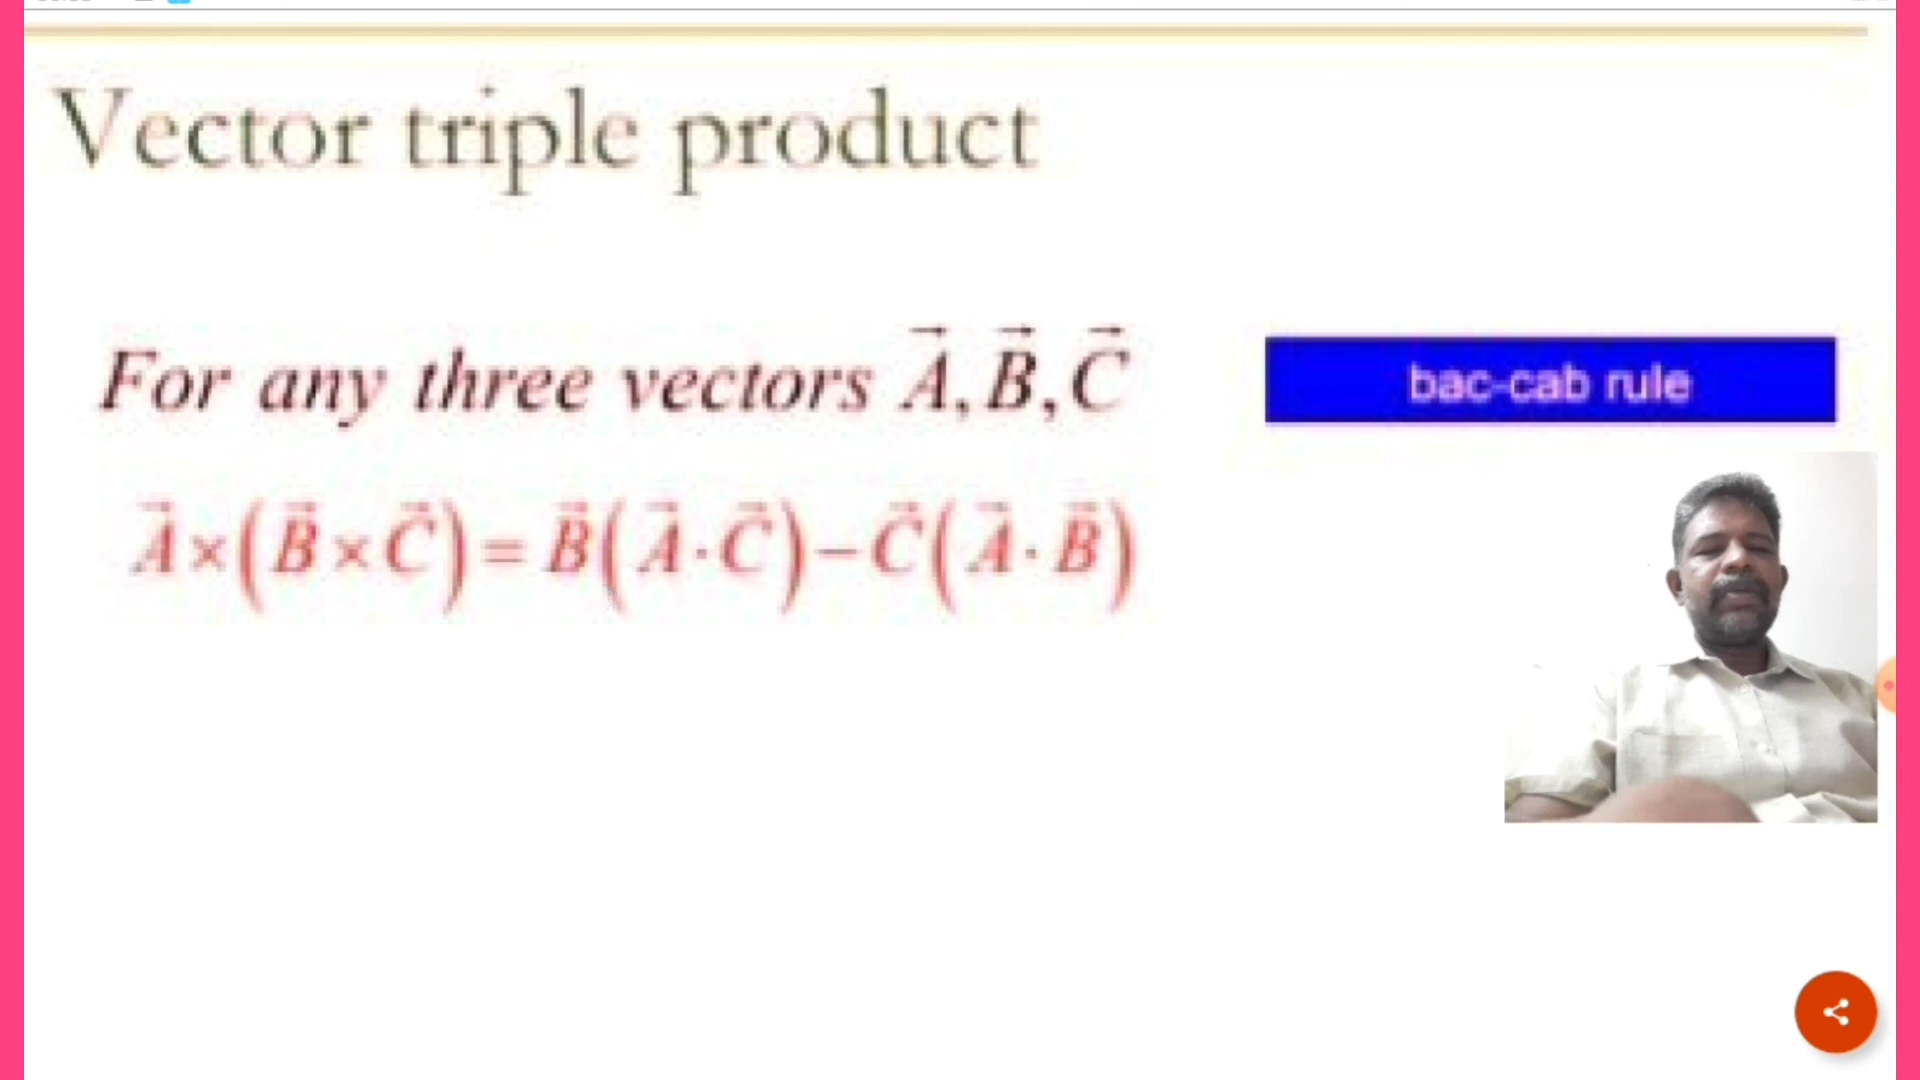 Vector triple product
For any three vectors A⃗, B⃗, C⃗
bac-cab rule
A⃗×(B⃗×C⃗)=B⃗(A⃗·C⃗)−C⃗(A⃗·B⃗)